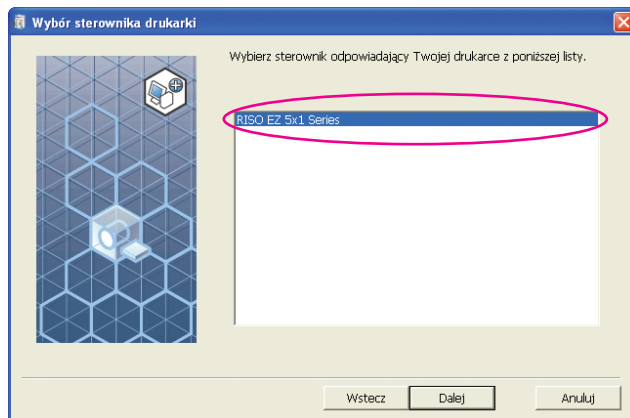 Wybór sterownika drukarki
Wybierz sterownik odpowiadający Twojej drukarce z poniższej listy.
RISO EZ 5x1 Series
Wstecz
Dalej
Anuluj